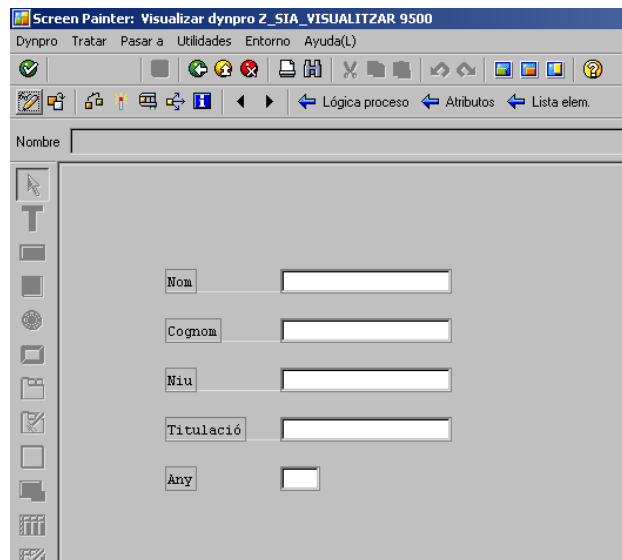 Screen Painter: Visualizar dynpro Z_SIA_VISUALITZAR 9500
Dynpro Tratar Pasar a Utilidades Entorno Ayuda(L)
Lógica proceso Atributos Lista elem.
Nombre
T
Nom
Cognom
Niu
Titulació
Any